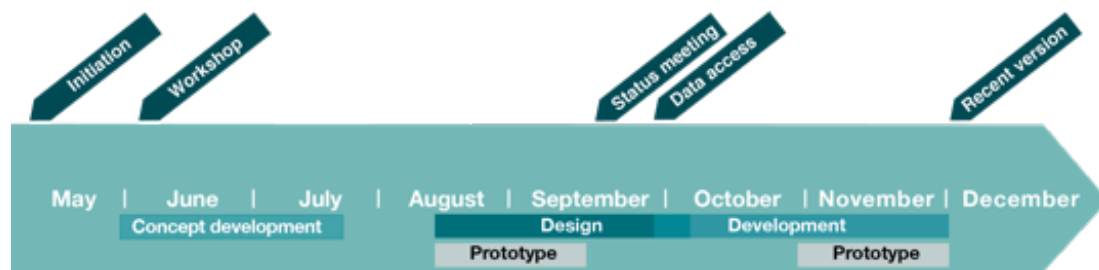 Initiation
Workshop
Status meeting
Data access
Recent version
May | June | July | August | September | October | November | December
Concept development
Design
Development
Prototype
Prototype